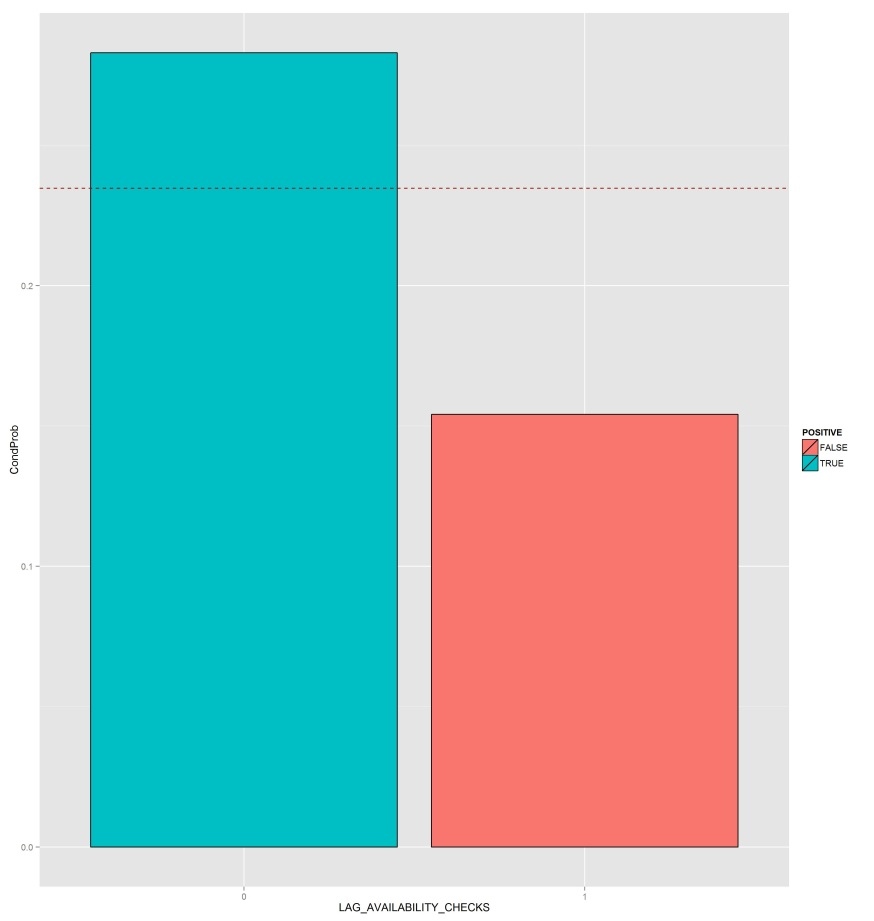 CondProb
0.2
0.1
0.0
0
1
LAG_AVAILABILITY_CHECKS
POSITIVE
FALSE
TRUE